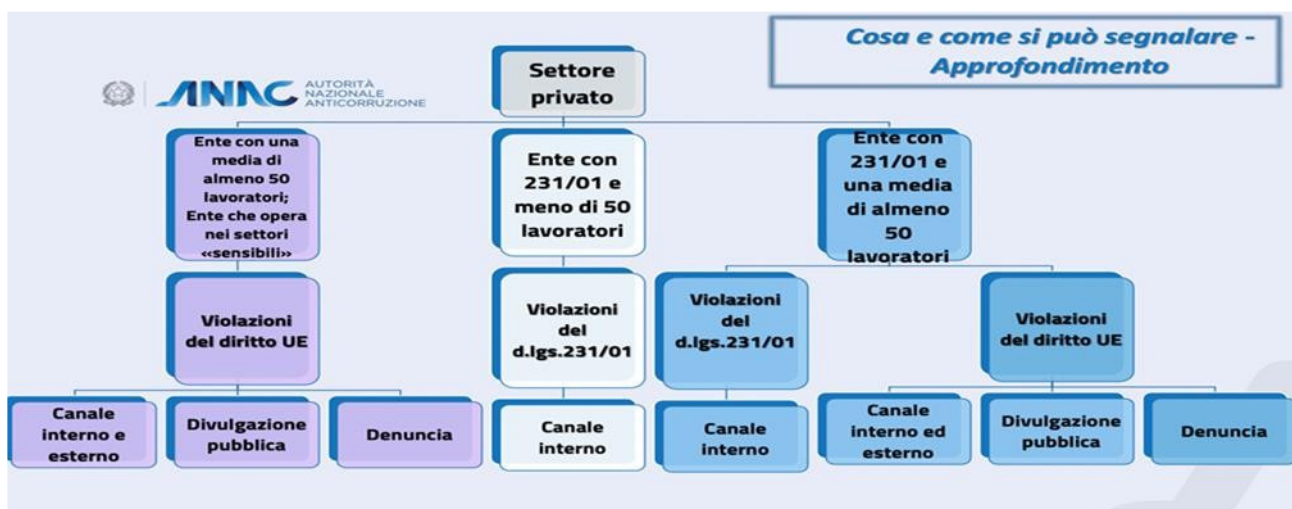 Cosa e come si può segnalare -
Approfondimento
ANAC
AUTORITÀ
NAZIONALE
ANTICORRUZIONE
Settore
privato
Ente con una
media di
almeno 50
lavoratori;
Ente che opera
nei settori
«sensibili»
Ente con
231/01 e
meno di 50
lavoratori
Ente con
231/01 e
una media
di almeno
50
lavoratori
Violazioni
del diritto UE
Violazioni
del
d.lgs.231/01
Violazioni
del
d.lgs.231/01
Violazioni
del diritto UE
Canale
interno e
esterno
Divulgazione
pubblica
Denuncia
Canale
interno
Canale
interno
Canale
interno ed
esterno
Divulgazione
pubblica
Denuncia